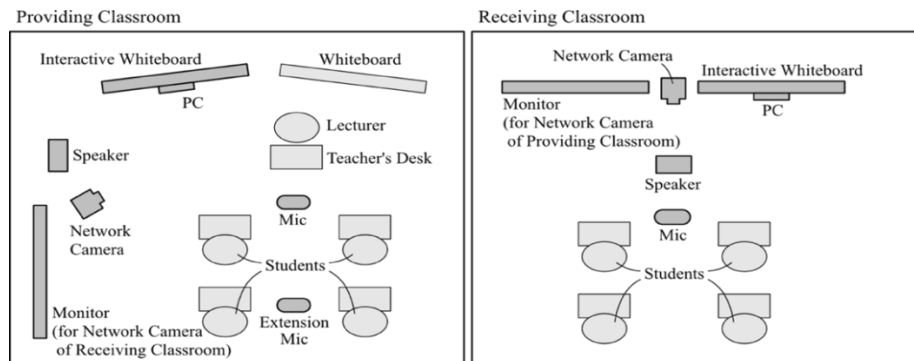 Providing Classroom
Interactive Whiteboard
Whiteboard
PC
Lecturer
Speaker
Teacher's Desk
Mic
Network
Camera
Students
Monitor
(for Network Camera
of Receiving Classroom)
Extension
Mic
Receiving Classroom
Network Camera
Interactive Whiteboard
Monitor
(for Network Camera
of Providing Classroom)
PC
Speaker
Mic
Students